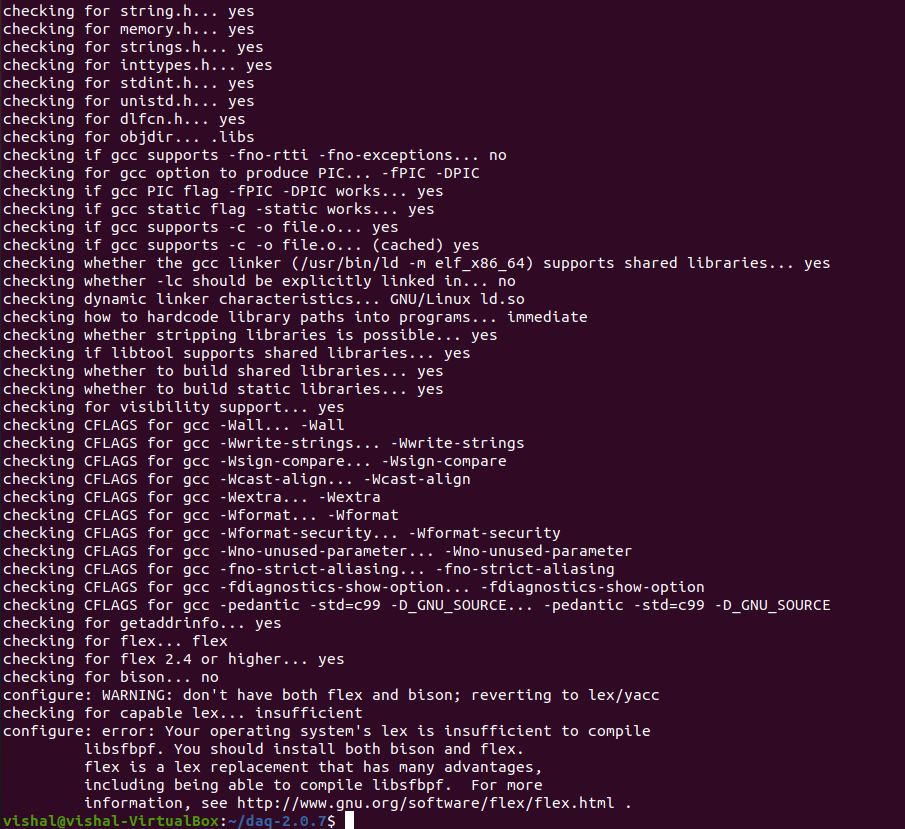 checking for string.h... yes
checking for memory.h... yes
checking for strings.h... yes
checking for inttypes.h... yes
checking for stdint.h... yes
checking for unistd.h... yes
checking for dlfcn.h... yes
checking for objdir... .libs
checking if gcc supports -fno-rtti -fno-exceptions... no
checking for gcc option to produce PIC... -fPIC -DPIC
checking if gcc PIC flag -fPIC -DPIC works... yes
checking if gcc static flag -static works... yes
checking if gcc supports -c -o file.o... yes
checking if gcc supports -c -o file.o... (cached) yes
checking whether the gcc linker (/usr/bin/ld -m elf_x86_64) supports shared libraries... yes
checking whether -lc should be explicitly linked in... no
checking dynamic linker characteristics... GNU/Linux ld.so
checking how to hardcode library paths into programs... immediate
checking whether stripping libraries is possible... yes
checking if libtool supports shared libraries... yes
checking whether to build shared libraries... yes
checking whether to build static libraries... yes
checking for visibility support... yes
checking CFLAGS for gcc -Wall... -Wall
checking CFLAGS for gcc -Wwrite-strings... -Wwrite-strings
checking CFLAGS for gcc -Wsign-compare... -Wsign-compare
checking CFLAGS for gcc -Wcast-align... -Wcast-align
checking CFLAGS for gcc -Wextra... -Wextra
checking CFLAGS for gcc -Wformat... -Wformat
checking CFLAGS for gcc -Wformat-security... -Wformat-security
checking CFLAGS for gcc -Wno-unused-parameter... -Wno-unused-parameter
checking CFLAGS for gcc -fno-strict-aliasing... -fno-strict-aliasing
checking CFLAGS for gcc -fdiagnostics-show-option... -fdiagnostics-show-option
checking CFLAGS for gcc -pedantic -std=c99 -D_GNU_SOURCE... -pedantic -std=c99 -D_GNU_SOURCE
checking for getaddrinfo... yes
checking for flex... flex
checking for flex 2.4 or higher... yes
checking for bison... no
configure: WARNING: don't have both flex and bison; reverting to lex/yacc
checking for capable lex... insufficient
configure: error: Your operating system's lex is insufficient to compile
         libsfbpf. You should install both bison and flex.
         flex is a lex replacement that has many advantages,
         including being able to compile libsfbpf.  For more
         information, see http://www.gnu.org/software/flex/flex.html .
vishal@vishal-VirtualBox:~/daq-2.0.7$